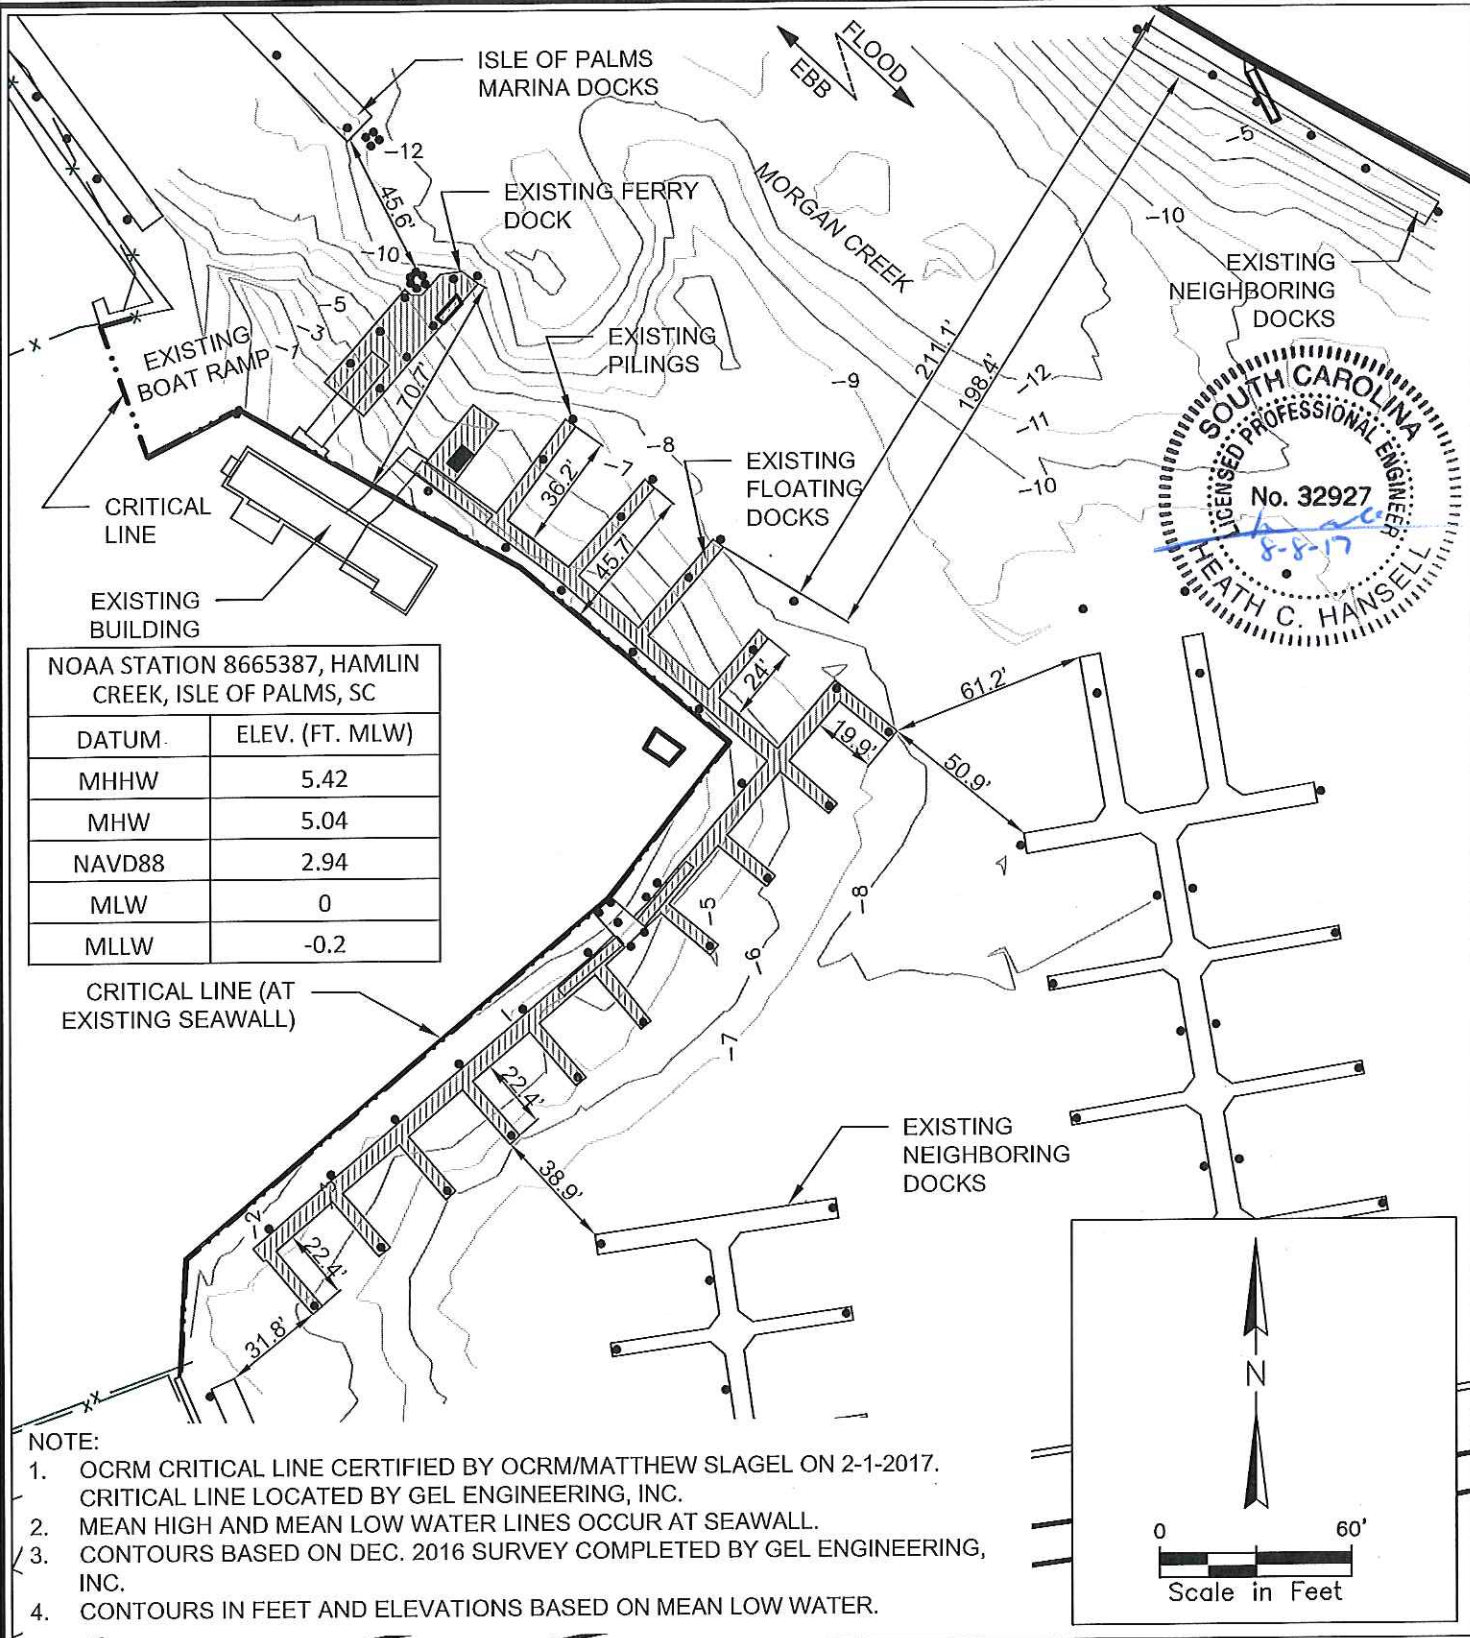 ISLE OF PALMS
MARINA DOCKS
FLOOD
EBB
-12
-5
EXISTING FERRY
DOCK
45.6'
MORGAN CREEK
-10
-10
EXISTING
NEIGHBORING
DOCKS
-5
-3
-1
EXISTING
BOAT RAMP
EXISTING
PILINGS
70.7'
211.1'
198.4'
-9
-12
-11
-10
-8
-7
36.2'
45.7'
EXISTING
FLOATING
DOCKS
CRITICAL
LINE
EXISTING
BUILDING
SOUTH CAROLINA
LICENSED PROFESSIONAL ENGINEER
No. 32927
8-8-17
HEATH C. HANSELL
NOAA STATION 8665387, HAMLIN
CREEK, ISLE OF PALMS, SC
DATUM ELEV. (FT. MLW)
MHHW 5.42
MHW 5.04
NAVD88 2.94
MLW 0
MLLW -0.2
24'
19.9'
61.2'
50.9'
-5
-6
-8
-7
CRITICAL LINE (AT
EXISTING SEAWALL)
22.4'
38.9'
EXISTING
NEIGHBORING
DOCKS
-2
22.4'
31.8'
N
0 60'
Scale in Feet
NOTE:
1. OCRM CRITICAL LINE CERTIFIED BY OCRM/MATTHEW SLAGEL ON 2-1-2017.
CRITICAL LINE LOCATED BY GEL ENGINEERING, INC.
2. MEAN HIGH AND MEAN LOW WATER LINES OCCUR AT SEAWALL.
3. CONTOURS BASED ON DEC. 2016 SURVEY COMPLETED BY GEL ENGINEERING,
INC.
4. CONTOURS IN FEET AND ELEVATIONS BASED ON MEAN LOW WATER.